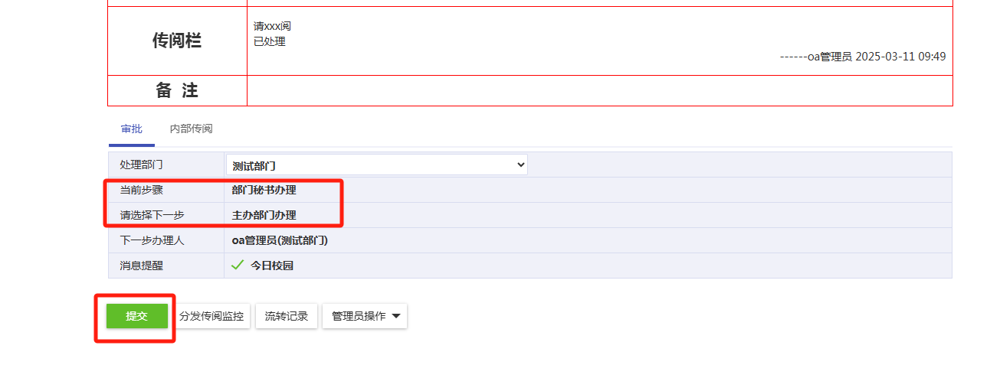 请xxx阅
传阅栏
已处理
------oa管理员 2025-03-11 09:49
备 注
审批 内部传阅
处理部门 测试部门
当前步骤 部门秘书办理
请选择下一步 主办部门办理
下一步办理人 oa管理员(测试部门)
消息提醒 今日校园
提交 分发传阅监控 流转记录 管理员操作